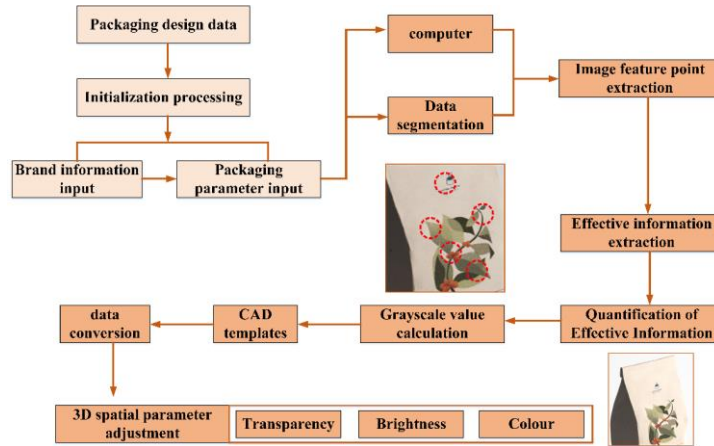 Packaging design data
computer
Initialization processing
Image feature point
extraction
Data
segmentation
Brand information
input
Packaging
parameter input
Effective information
extraction
data
conversion
CAD
templates
Grayscale value
calculation
Quantification of
Effective Information
3D spatial parameter
adjustment
Transparency
Brightness
Colour